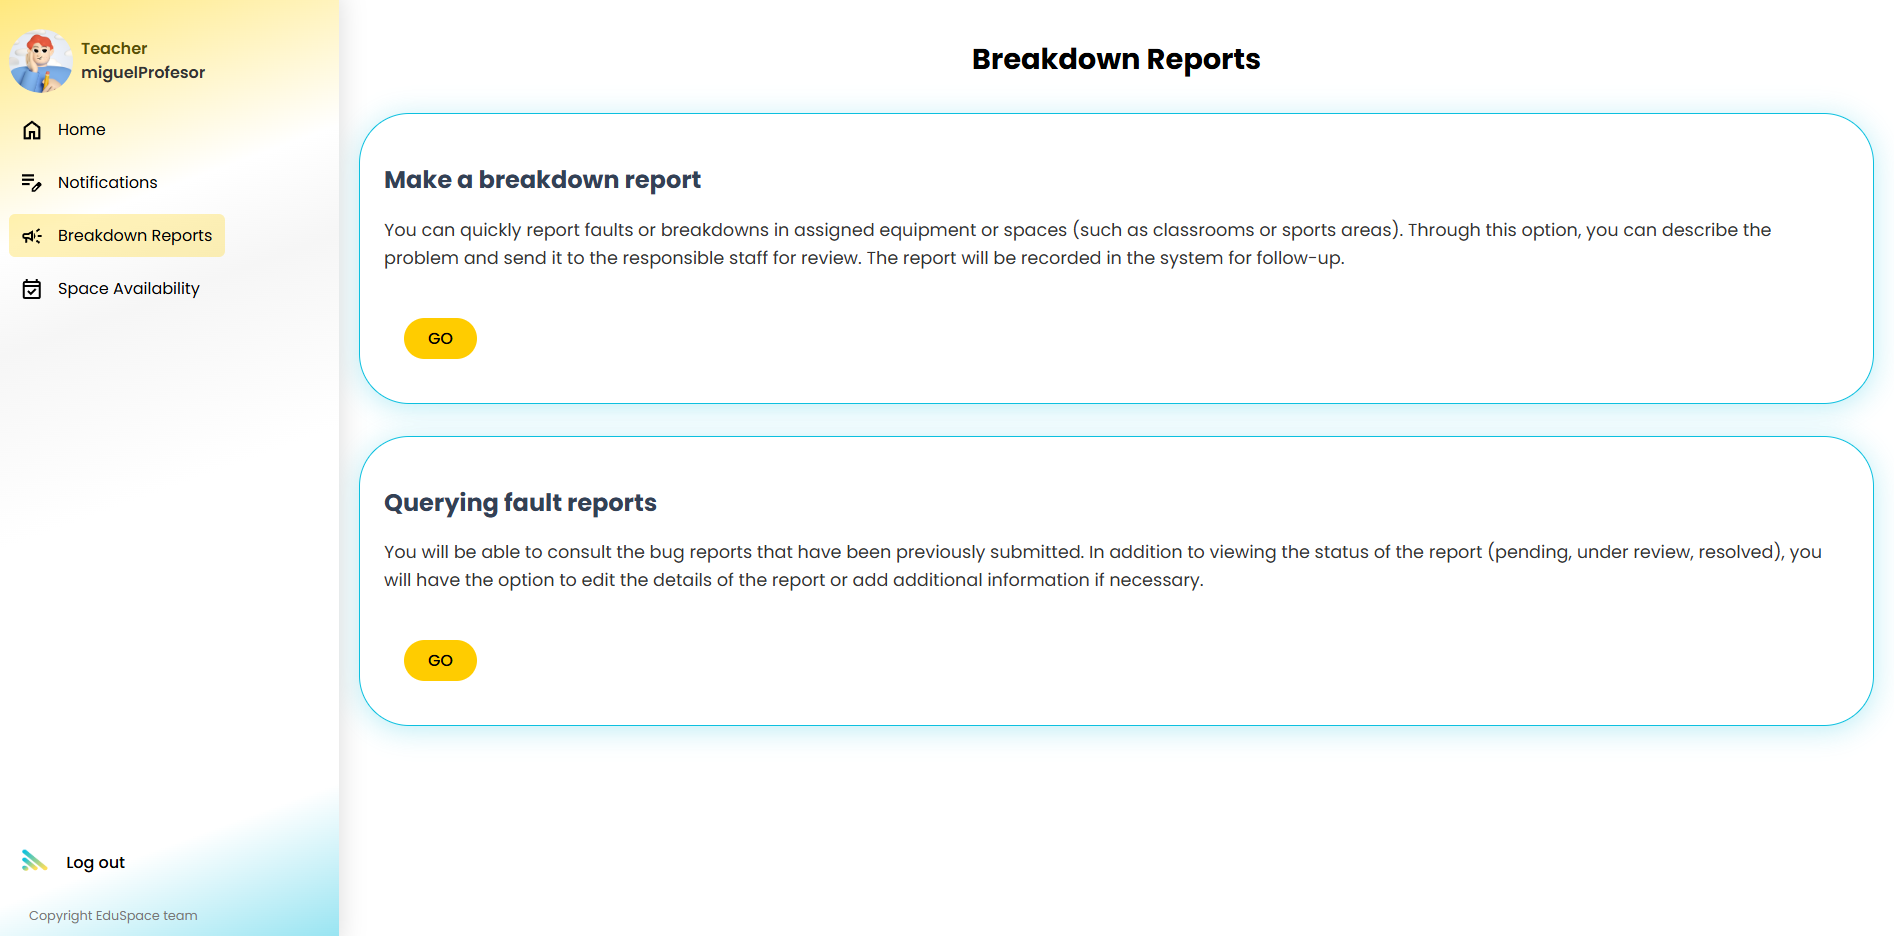 Teacher
miguelProfesor
Home
Notifications
Breakdown Reports
Space Availability
Log out
Copyright EduSpace team
Breakdown Reports
Make a breakdown report
You can quickly report faults or breakdowns in assigned equipment or spaces (such as classrooms or sports areas). Through this option, you can describe the
problem and send it to the responsible staff for review. The report will be recorded in the system for follow-up.
GO
Querying fault reports
You will be able to consult the bug reports that have been previously submitted. In addition to viewing the status of the report (pending, under review, resolved), you
will have the option to edit the details of the report or add additional information if necessary.
GO